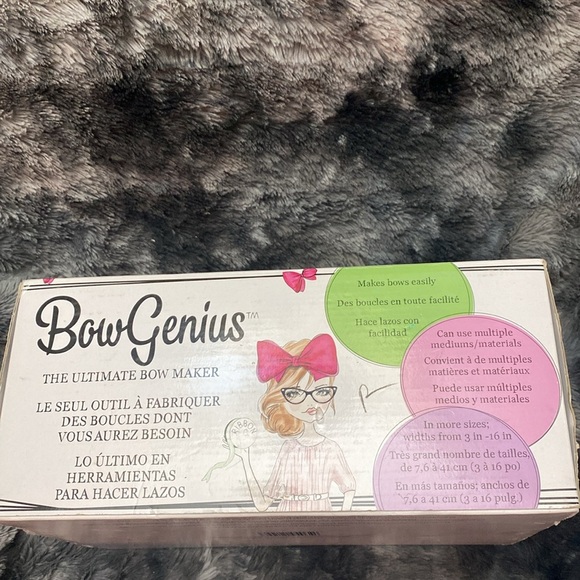 BowGenius™
THE ULTIMATE BOW MAKER
LE SEUL OUTIL À FABRIQUER
DES BOUCLES DONT
VOUS AUREZ BESOIN
LO ÚLTIMO EN
HERRAMIENTAS
PARA HACER LAZOS
RIBBON
Makes bows easily
Des boucles en toute facilité
Hace lazos con
facilidad
Can use multiple
mediums/materials
Convient à de multiples
matières et matériaux
Puede usar múltiples
medios y materiales
In more sizes;
widths from 3 in -16 in
Très grand nombre de tailles,
de 7,6 à 41 cm (3 à 16 po)
En más tamaños; anchos de
7,6 a 41 cm (3 a 16 pulg.)